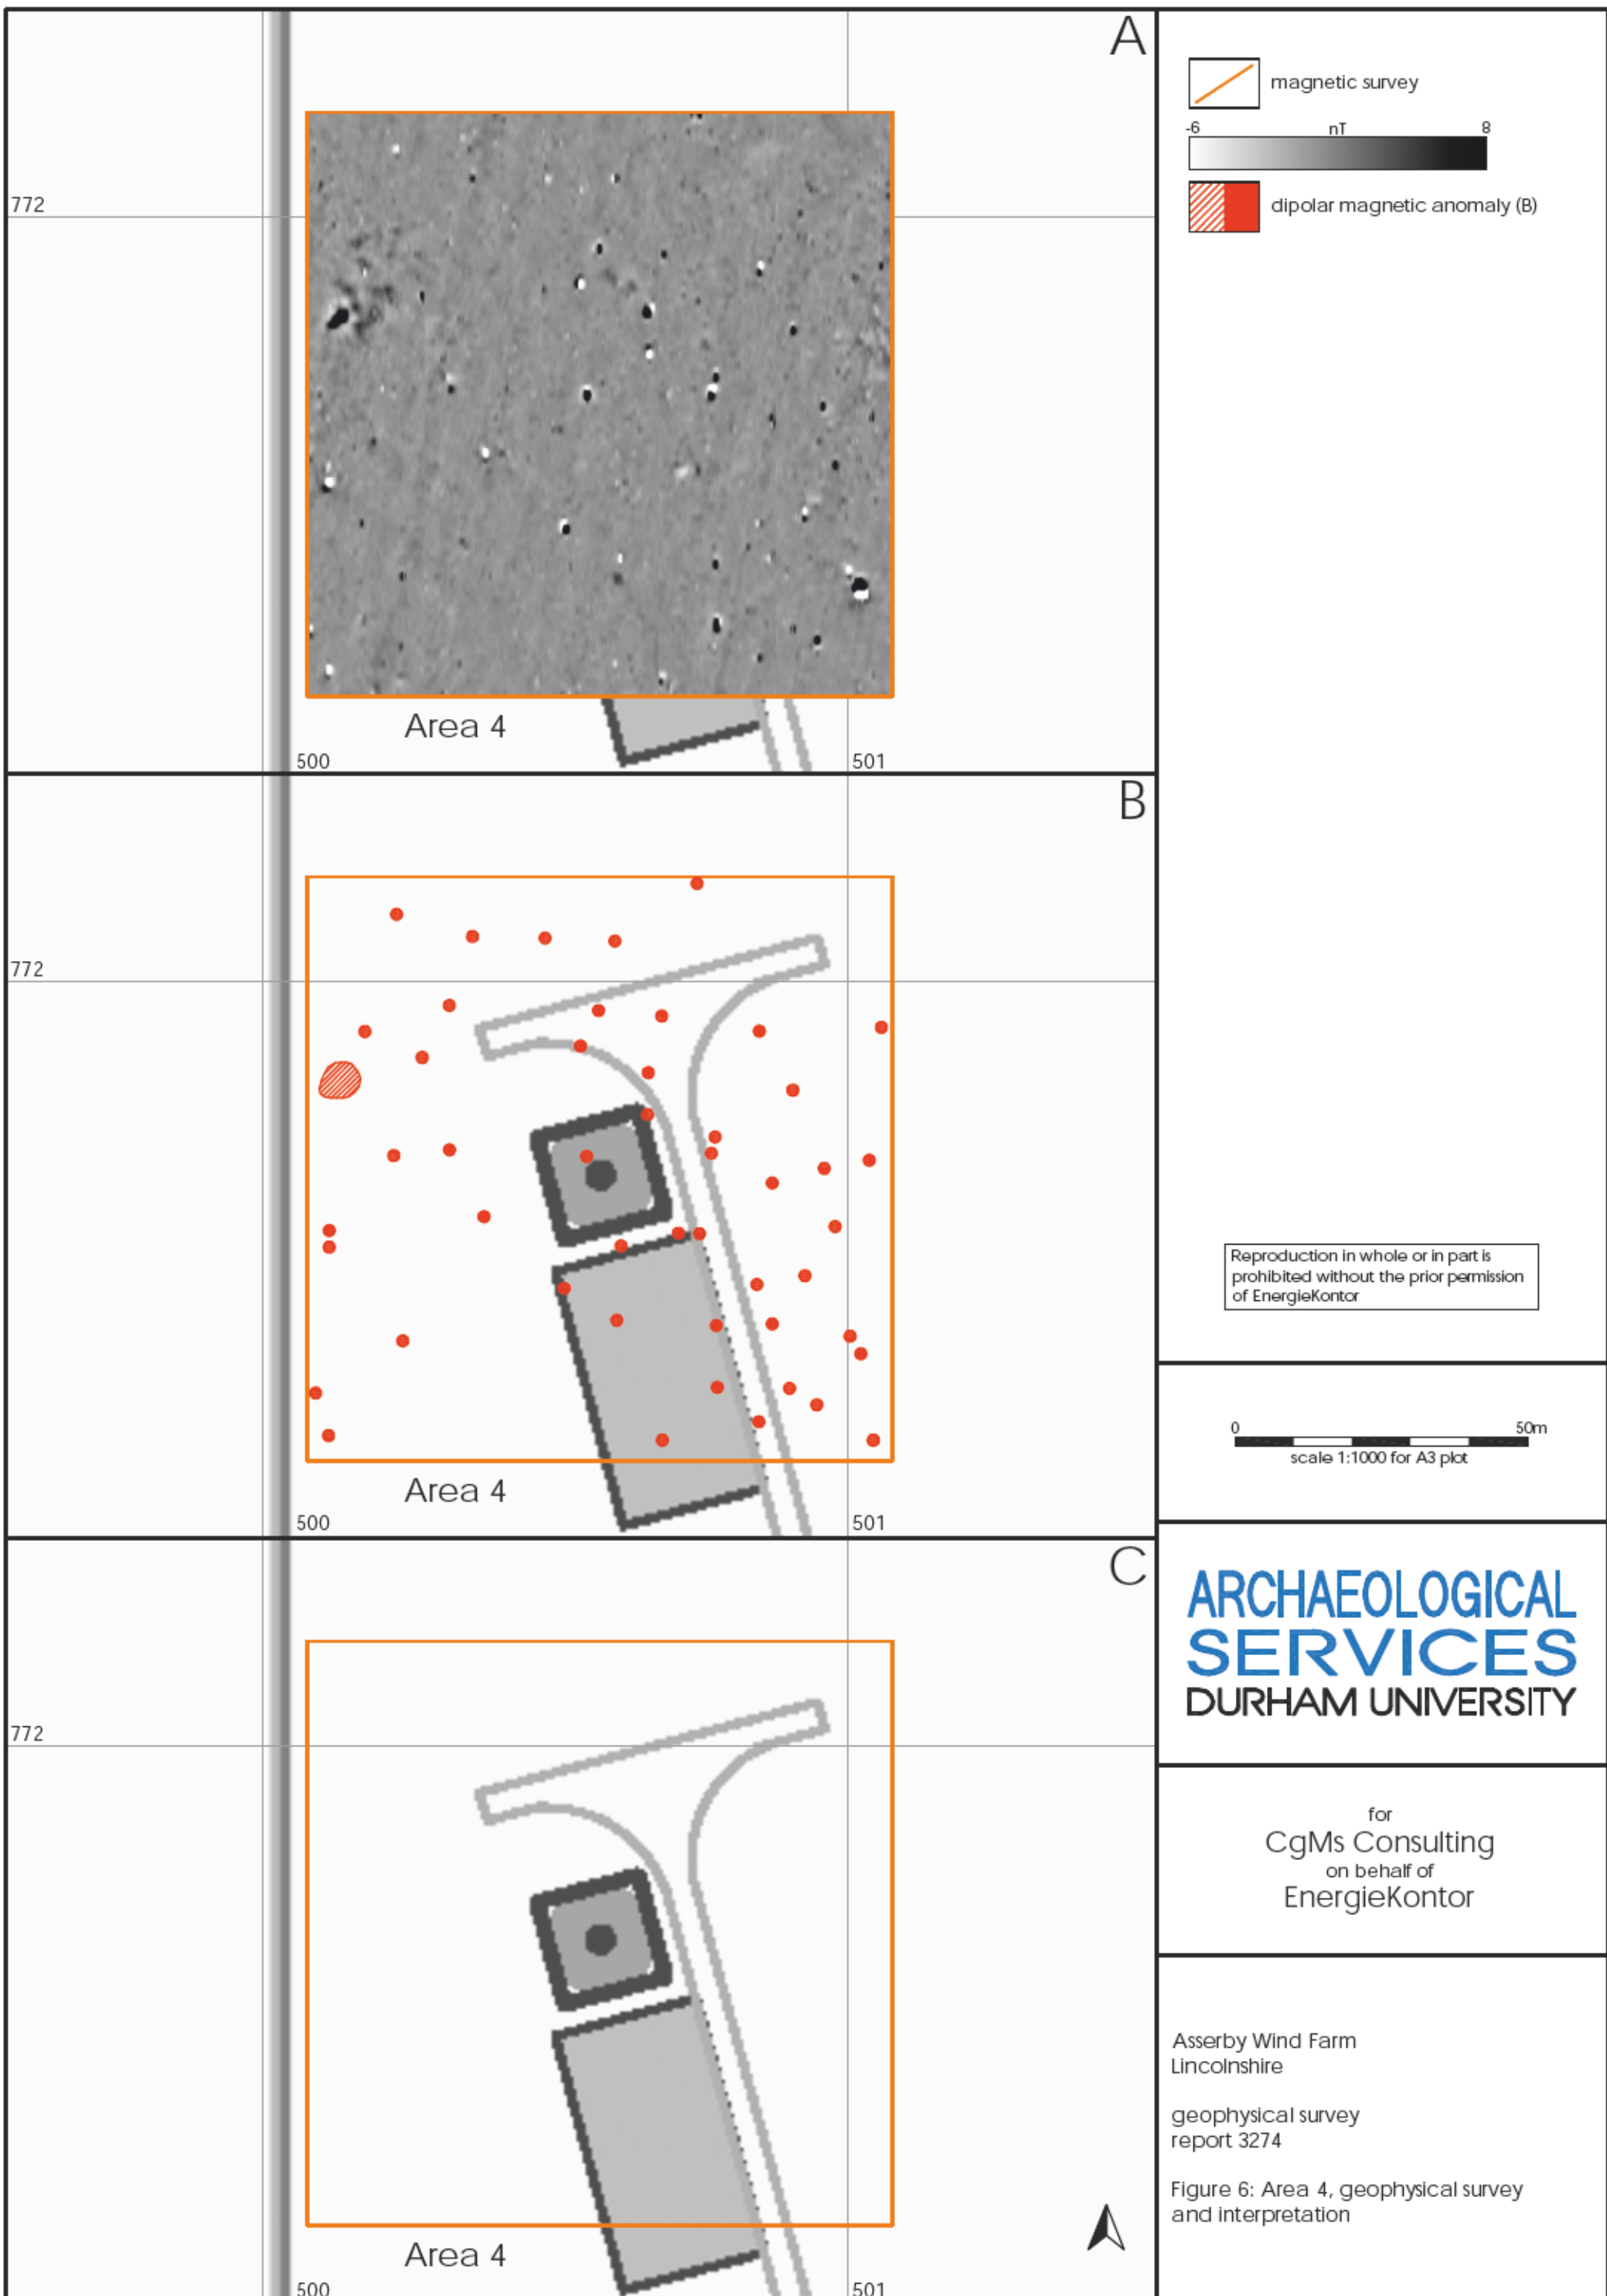 A
772
Area 4
500
501
B
772
Area 4
500
501
C
772
Area 4
500
501
magnetic survey
-6 nT 8
dipolar magnetic anomaly (B)
Reproduction in whole or in part is
prohibited without the prior permission
of EnergieKontor
0 50m
scale 1:1000 for A3 plot
ARCHAEOLOGICAL
SERVICES
DURHAM UNIVERSITY
for
CgMs Consulting
on behalf of
EnergieKontor
Asserby Wind Farm
Lincolnshire
geophysical survey
report 3274
Figure 6: Area 4, geophysical survey
and interpretation